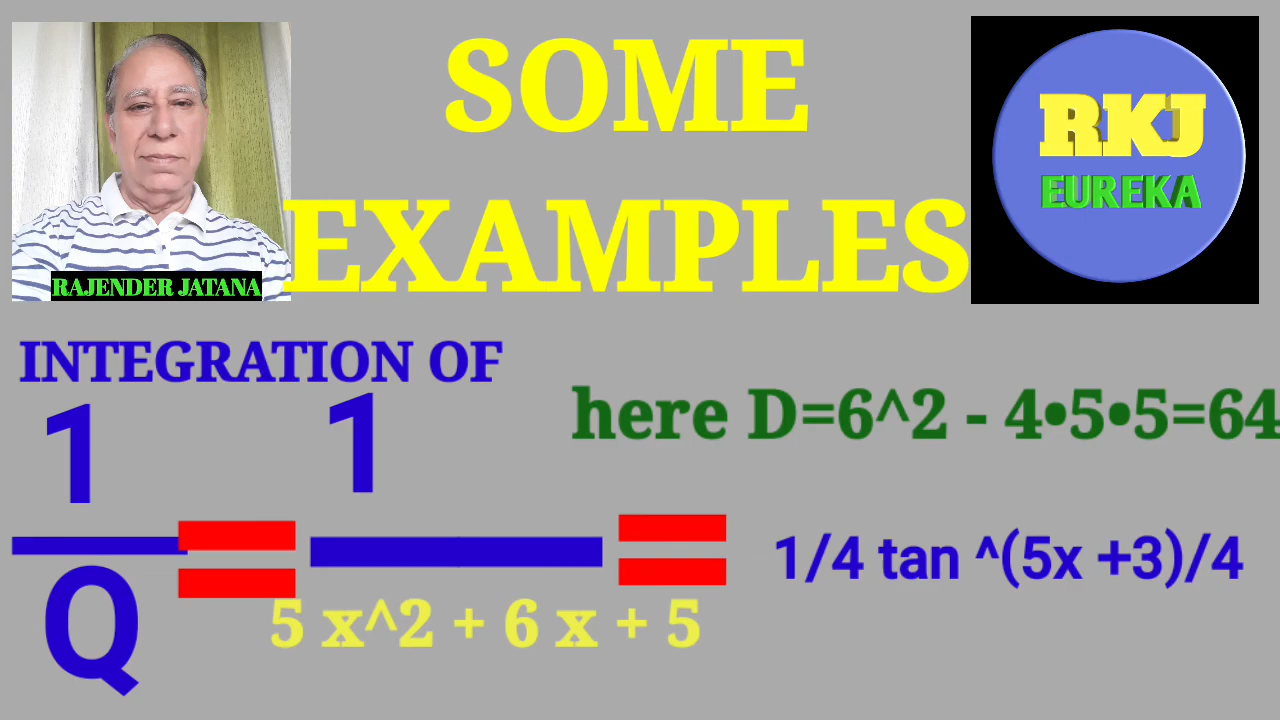 SOME
EXAMPLES
RAJENDER JATANA
RKJ
EUREKA
INTEGRATION OF
here D=6^2 - 4•5•5=64
1
1
Q
=
=
5 x^2 + 6 x + 5
1/4 tan ^(5x +3)/4